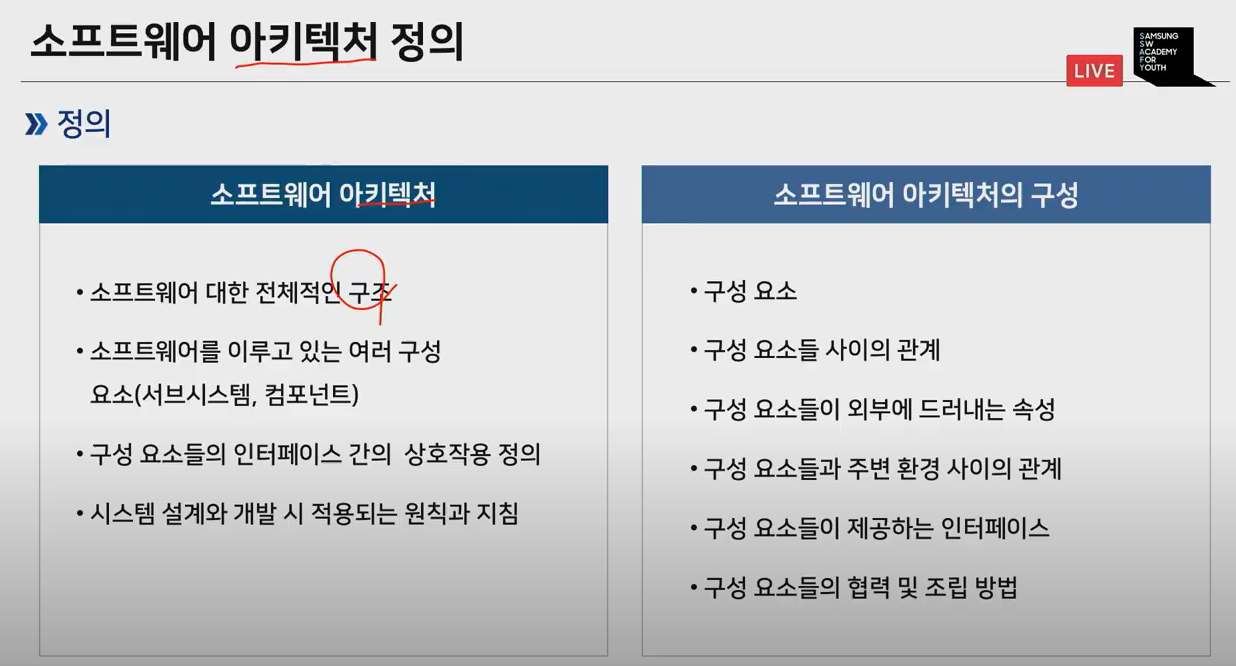 소프트웨어 아키텍처 정의
LIVE
SAMSUNG
SW
ACADEMY
FOR
YOUTH
정의
소프트웨어 아키텍처
• 소프트웨어 대한 전체적인 구조
• 소프트웨어를 이루고 있는 여러 구성
요소(서브시스템, 컴포넌트)
• 구성 요소들의 인터페이스 간의 상호작용 정의
• 시스템 설계와 개발 시 적용되는 원칙과 지침
소프트웨어 아키텍처의 구성
• 구성 요소
• 구성 요소들 사이의 관계
• 구성 요소들이 외부에 드러내는 속성
• 구성 요소들과 주변 환경 사이의 관계
• 구성 요소들이 제공하는 인터페이스
• 구성 요소들의 협력 및 조립 방법